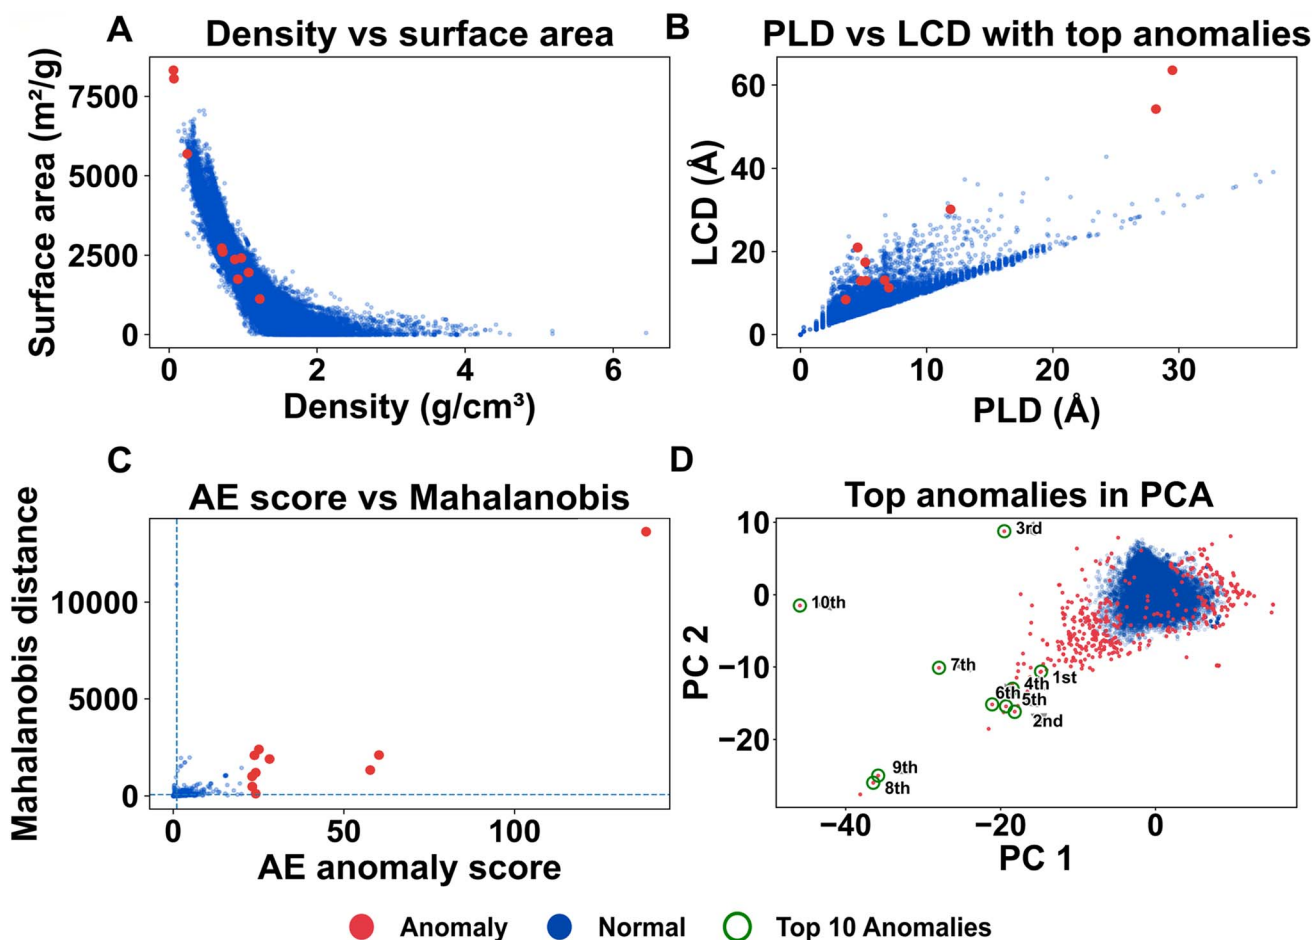 A
Density vs surface area
Surface area (m²/g)
7500
5000
2500
0
0
2
4
6
Density (g/cm³)
B
PLD vs LCD with top anomalies
LCD (Å)
60
40
20
0
0
10
20
30
PLD (Å)
C
AE score vs Mahalanobis
Mahalanobis distance
10000
5000
0
0
50
100
AE anomaly score
D
Top anomalies in PCA
PC 2
10
0
−10
−20
3rd
10th
7th
1st
4th
6th
5th
2nd
9th
8th
−40
−20
0
PC 1
Anomaly
Normal
Top 10 Anomalies